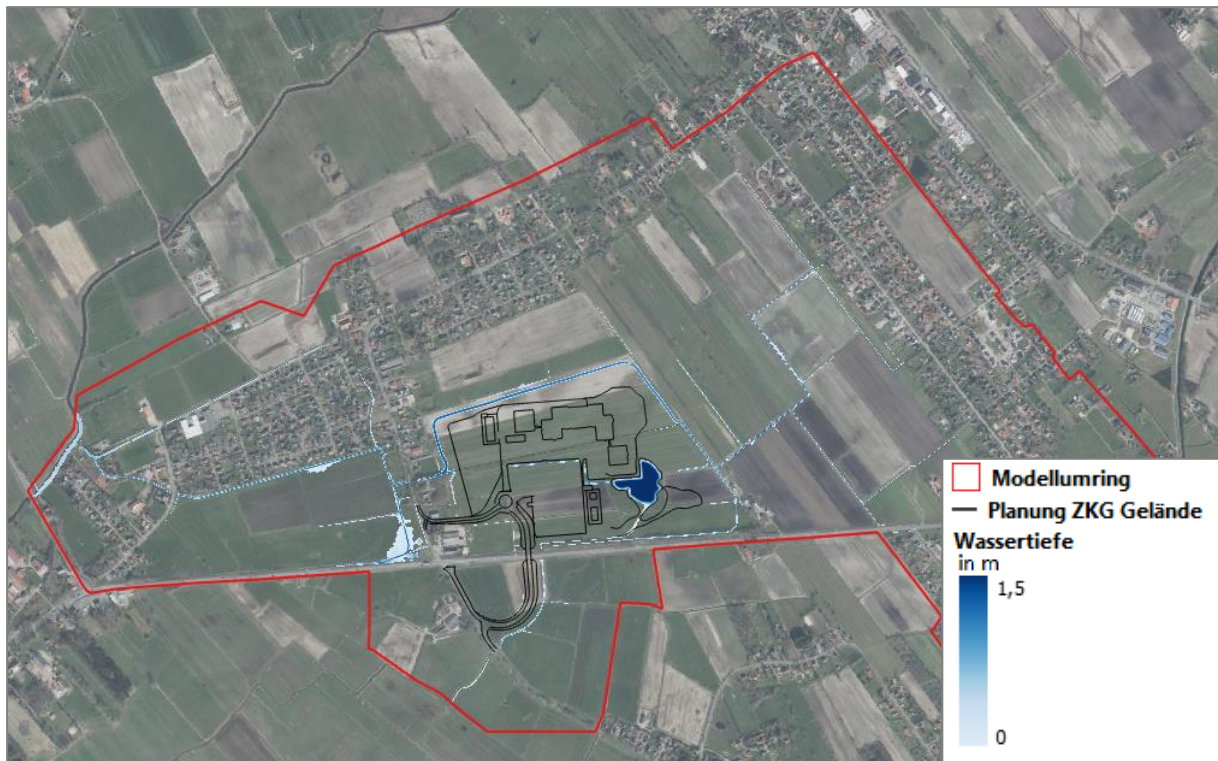 Modellumring
Planung ZKG Gelände
Wassertiefe
in m
1,5
0